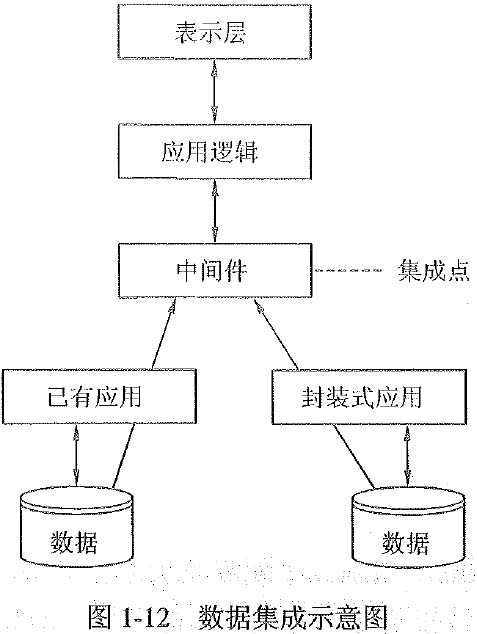 表示层
应用逻辑
中间件
集成点
已有应用
封装式应用
数据
数据
图1-12 数据集成示意图